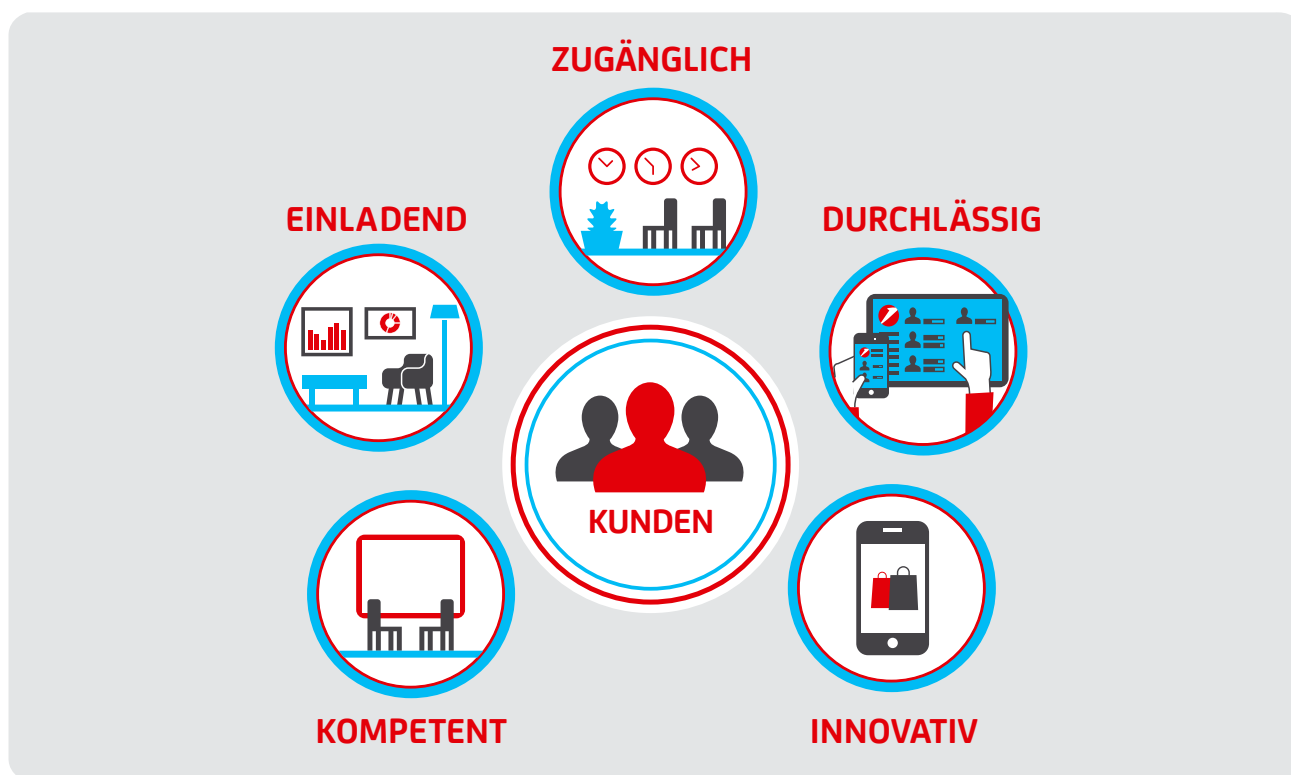 ZUGÄNGLICH
EINLADEND
DURCHLÄSSIG
KUNDEN
KOMPETENT
INNOVATIV